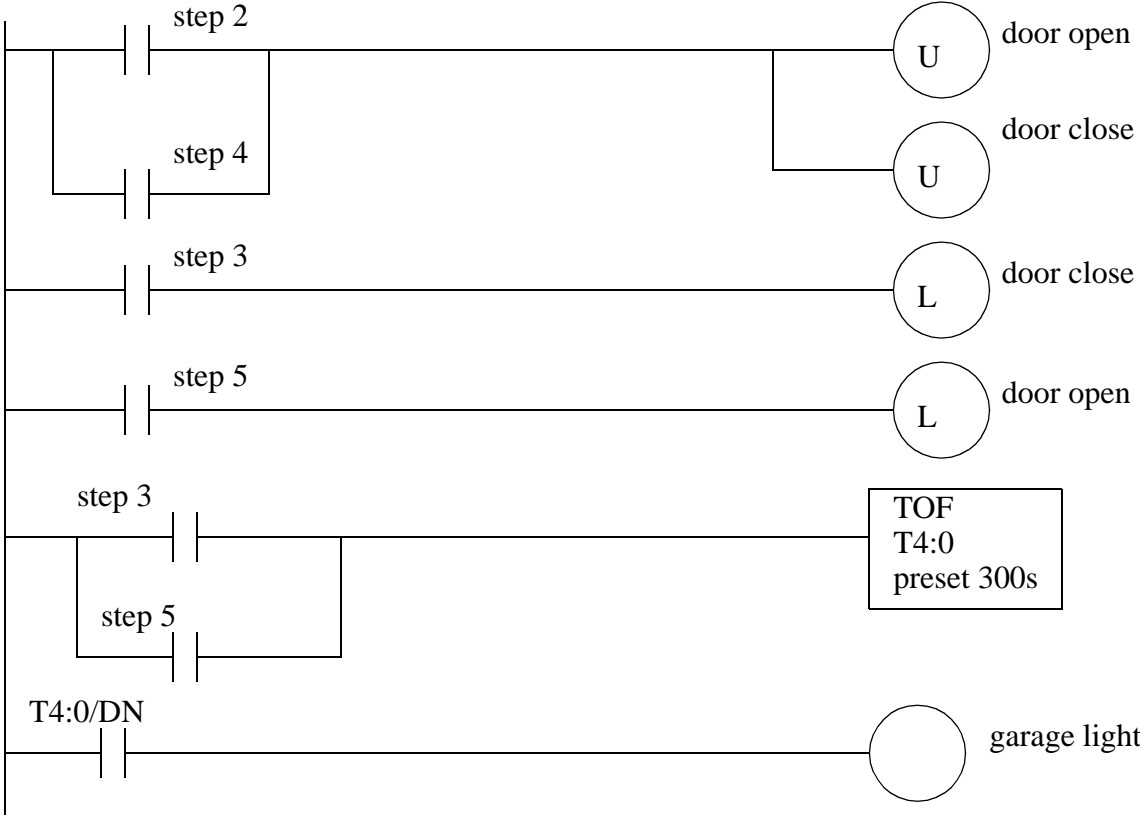 step 2
door open
U
door close
step 4
U
step 3
door close
L
step 5
door open
L
step 3
TOF
T4:0
preset 300s
step 5
T4:0/DN
garage light